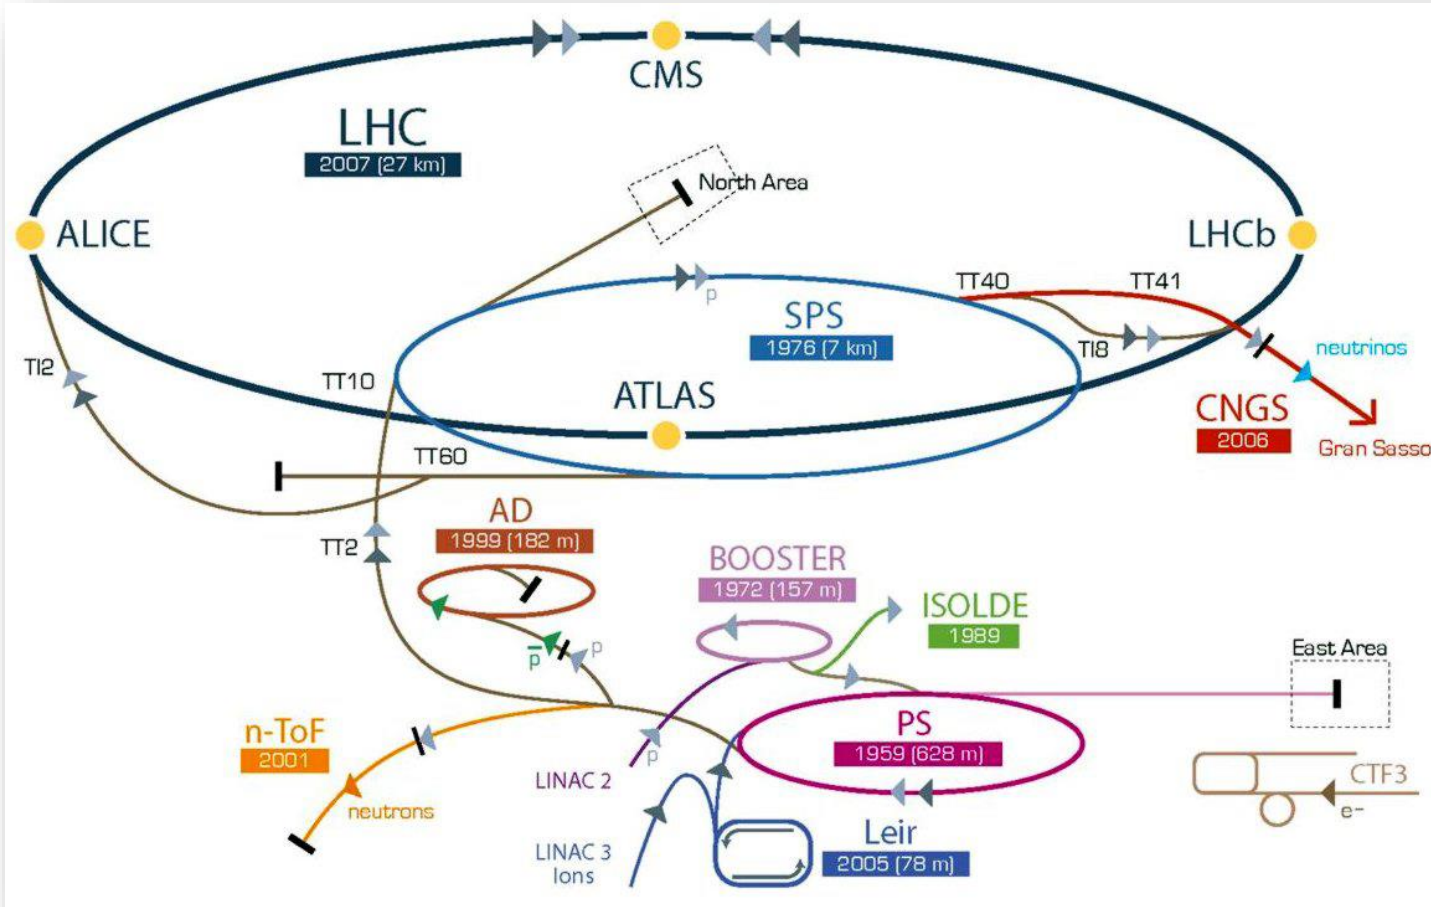 CMS
LHC
2007 (27 km)
North Area
ALICE
LHCb
TT40
TT41
p
SPS
1976 (7 km)
TI8
neutrinos
TI2
TT10
ATLAS
CNGS
2006
Gran Sasso
TT60
AD
1999 (182 m)
TT2
BOOSTER
1972 (157 m)
ISOLDE
1989
p̅
p
East Area
n-ToF
2001
PS
1959 (628 m)
p
LINAC 2
CTF3
neutrons
e-
Leir
2005 (78 m)
LINAC 3
Ions